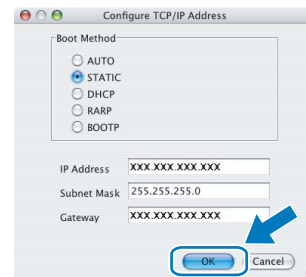 Configure TCP/IP Address
Boot Method
AUTO
STATIC
DHCP
RARP
BOOTP
IP Address XXX.XXX.XXX.XXX
Subnet Mask 255.255.255.0
Gateway XXX.XXX.XXX.XXX
OK Cancel